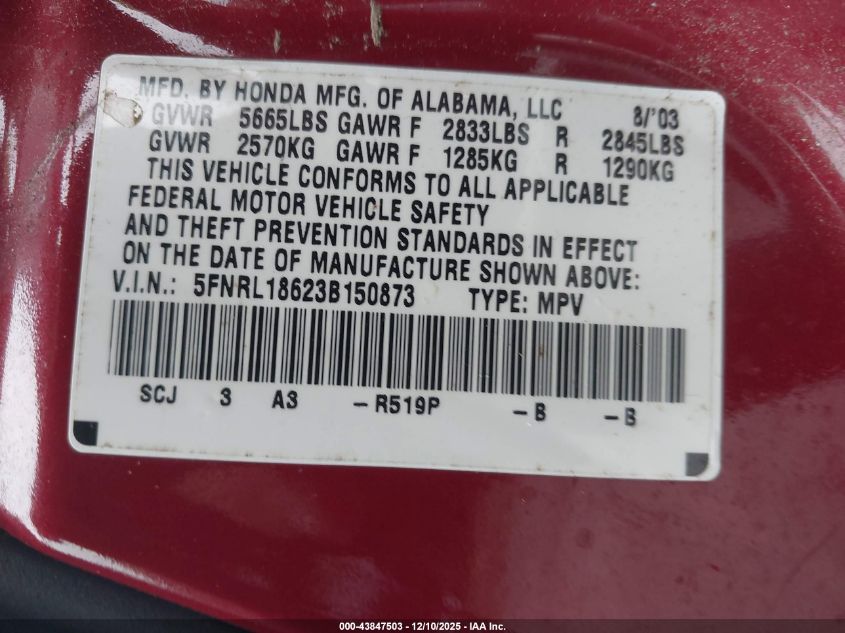 MFD. BY HONDA MFG. OF ALABAMA, LLC 8/'03
GVWR 5665LBS GAWR F 2833LBS R 2845LBS
GVWR 2570KG GAWR F 1285KG R 1290KG
THIS VEHICLE CONFORMS TO ALL APPLICABLE
FEDERAL MOTOR VEHICLE SAFETY
AND THEFT PREVENTION STANDARDS IN EFFECT
ON THE DATE OF MANUFACTURE SHOWN ABOVE:
V.I.N.: 5FNRL18623B150873 TYPE: MPV
SCJ 3 A3 -R519P -B -B
000-43847503 - 12/10/2025 - IAA Inc.